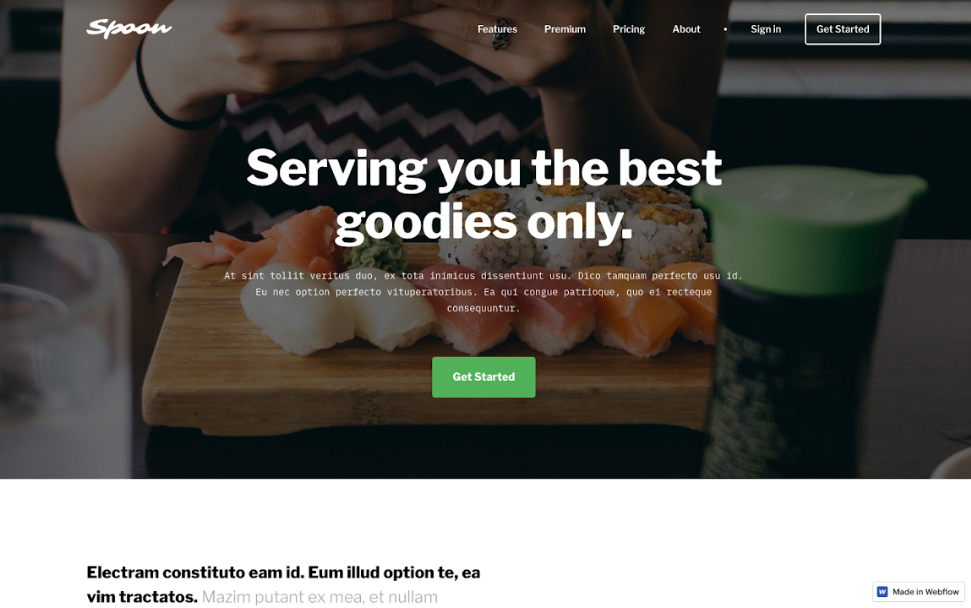 Spoon
Features Premium Pricing About • Sign in Get Started
Serving you the best
goodies only.
At sint tollit veritus duo, ex tota inimicus dissentiunt usu. Dico tamquam perfecto usu id.
Eu nec option perfecto vituperatoribus. Ea qui congue patrioque, quo ei recteque
consequuntur.
Get Started
Electram constituto eam id. Eum illud option te, ea
vim tractatos. Mazim putant ex mea, et nullam
W Made in Webflow